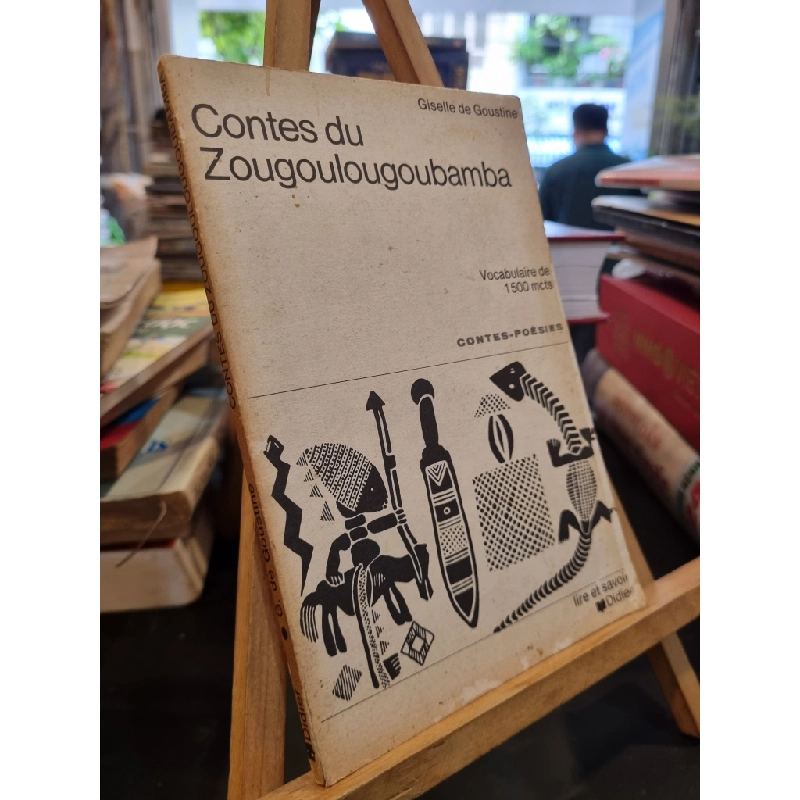 Giselle de Goustine
Contes du
Zougoulougoubamba
Vocabulaire de
1500 mots
CONTES-POÉSIES
lire et savoir
Didier